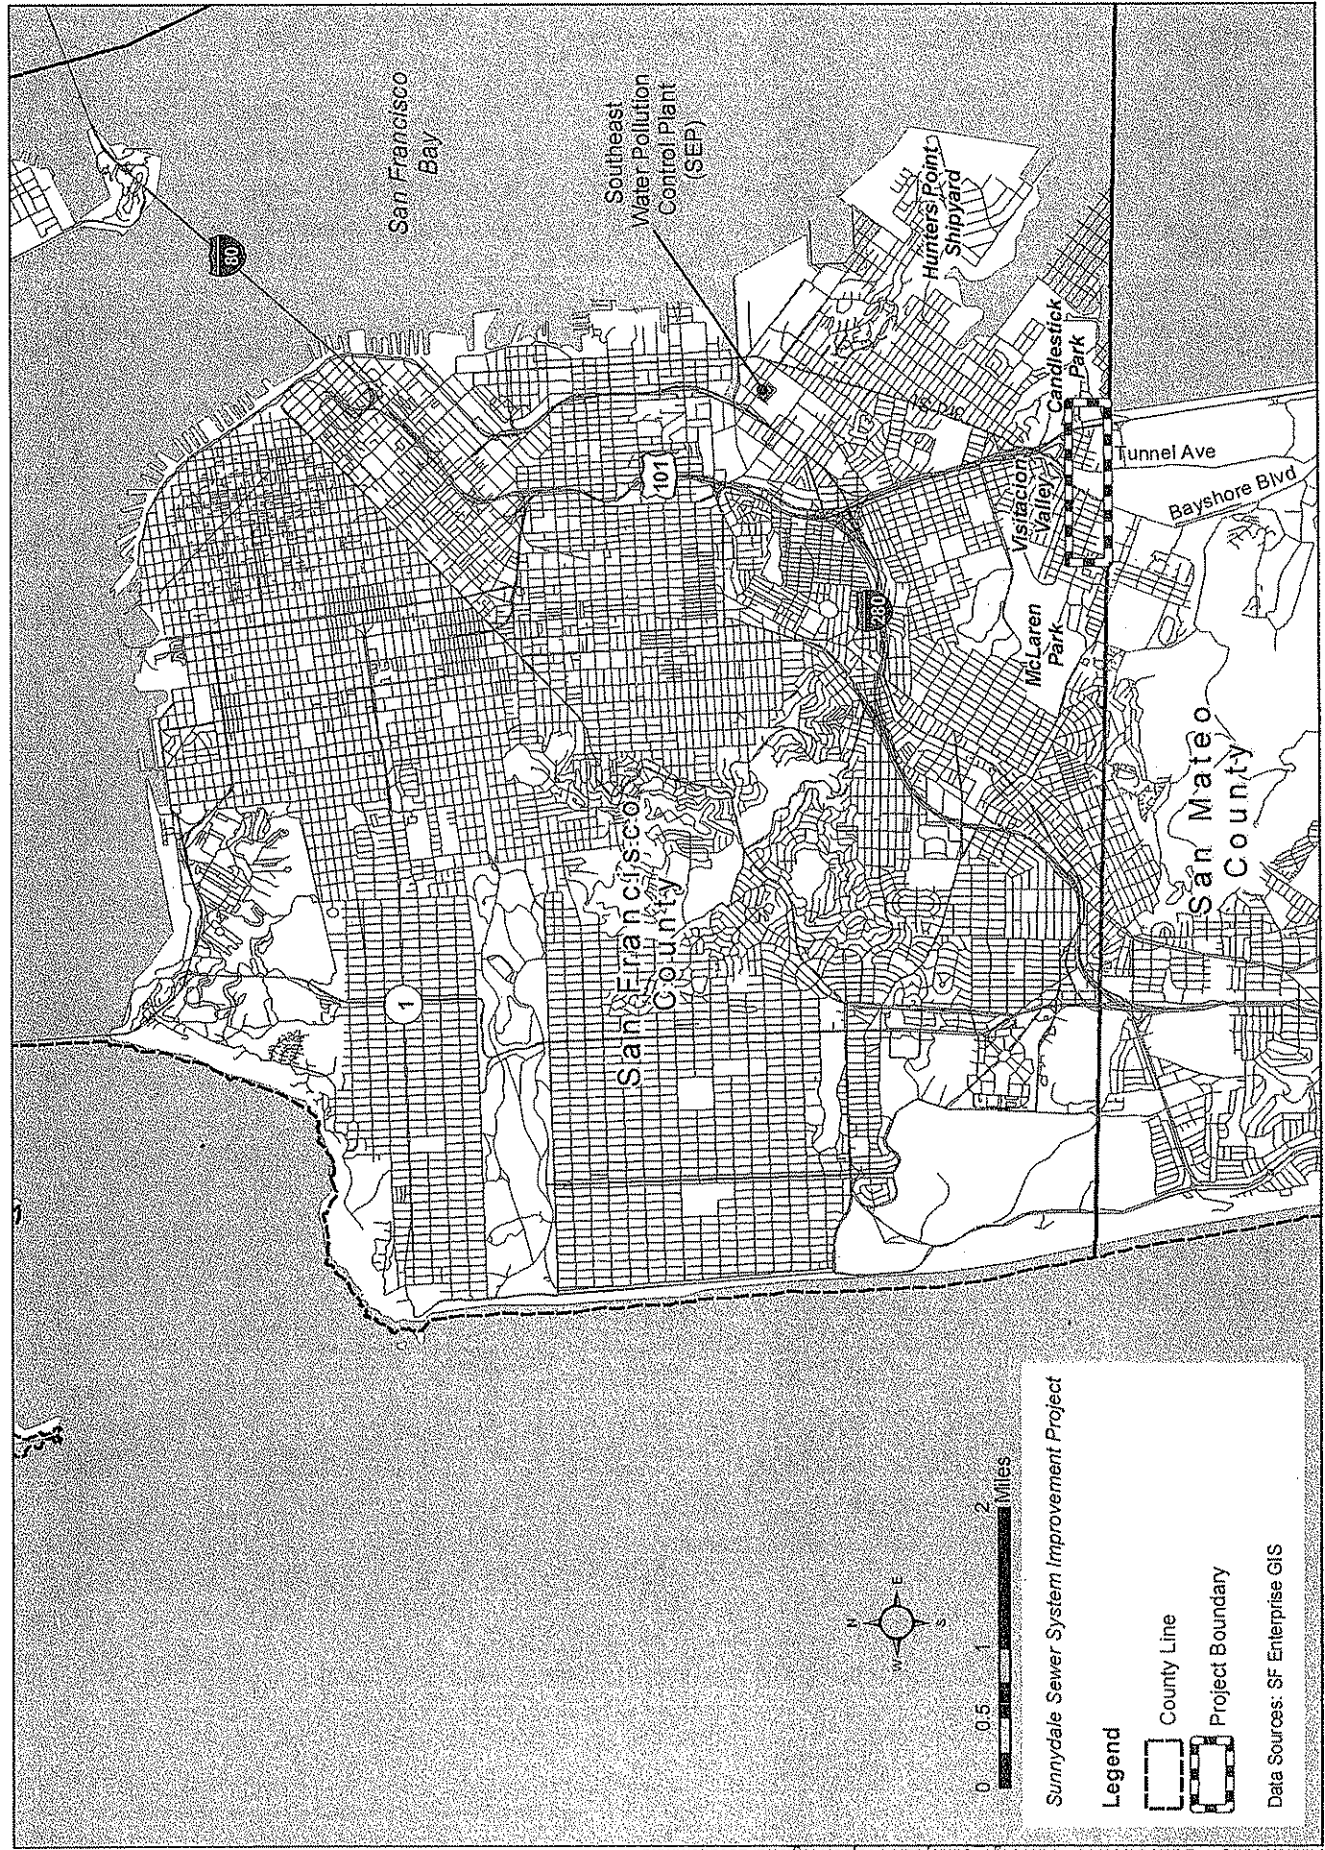 San Francisco
Bay
80
Southeast
Water Pollution
Control Plant
(SEP)
1
San Francisco
County
101
280
Hunters Point
Shipyard
3rd St
Candlestick
Park
Visitacion
Valley
McLaren
Park
Tunnel Ave
Bayshore Blvd
San Mateo
County
N
W
E
S
0 0.5 1 2
Miles
Sunnydale Sewer System Improvement Project
Legend
County Line
Project Boundary
Data Sources: SF Enterprise GIS